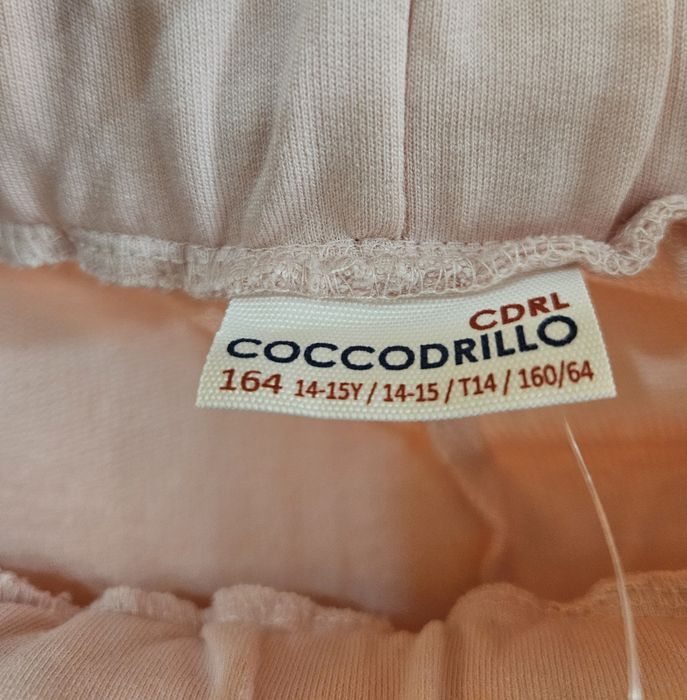 CDRL
COCCODRILLO
164 14-15Y / 14-15 / T14 / 160/64